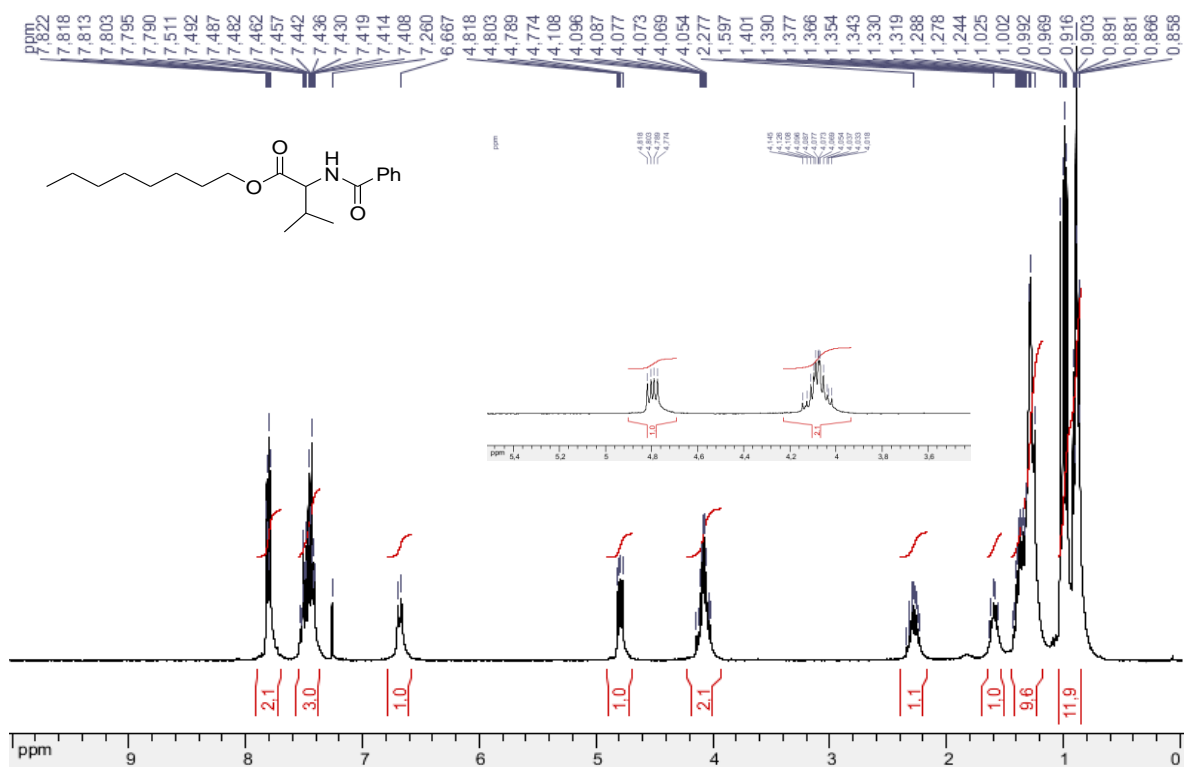 ppm 7,822 7,818 7,813 7,803 7,795 7,790 7,511 7,492 7,487 7,482 7,462 7,457 7,442 7,436 7,430 7,419 7,414 7,408 7,260 6,667 4,818 4,803 4,789 4,774 4,108 4,096 4,087 4,077 4,073 4,069 4,054 2,277 1,597 1,401 1,390 1,377 1,366 1,354 1,343 1,330 1,319 1,288 1,278 1,244 1,025 1,002 0,992 0,969 0,916 0,903 0,891 0,881 0,866 0,858
ppm 4,818 4,803 4,789 4,774 4,145 4,126 4,108 4,096 4,087 4,077 4,073 4,069 4,054 4,037 4,033 4,018
O H
N Ph
O
O
1.0 2.1
ppm 5,4 5,2 5 4,8 4,6 4,4 4,2 4 3,8 3,6
2,1 3,0 1,0 1,0 2,1 1,1 1,0 9,6 11,9
ppm 9 8 7 6 5 4 3 2 1 0